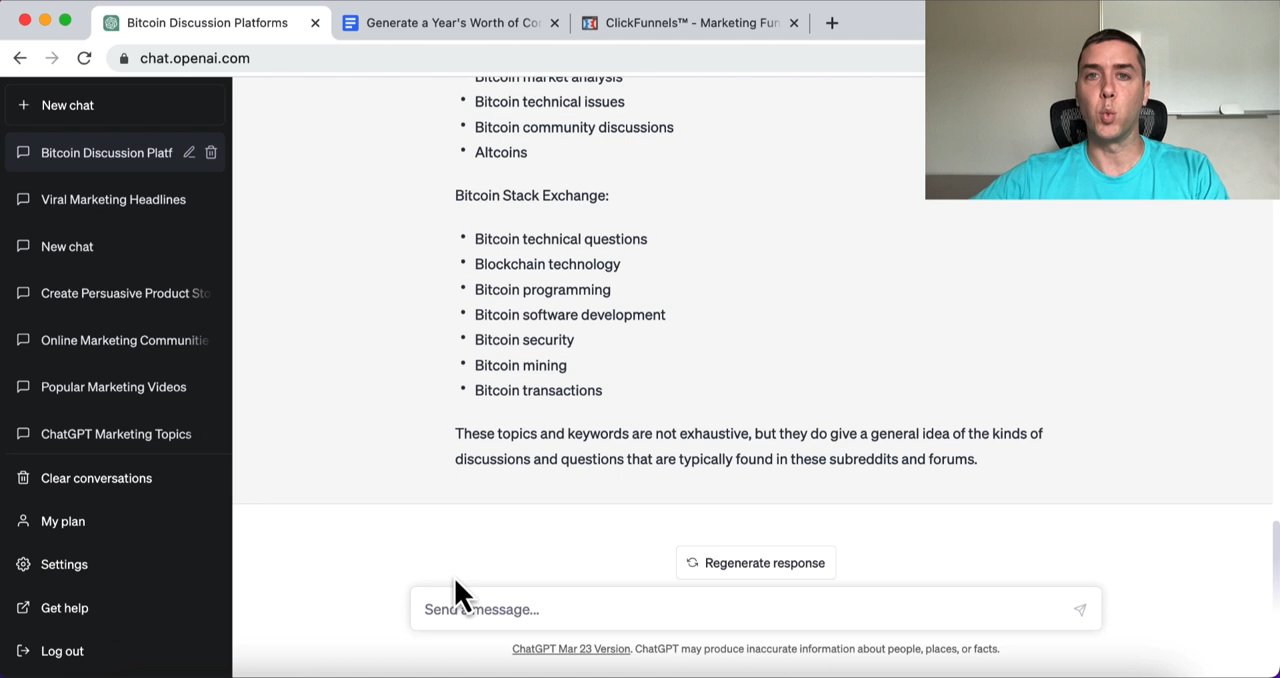 Bitcoin Discussion Platforms
Generate a Year's Worth of Co
ClickFunnels™ - Marketing Fun
chat.openai.com
New chat
Bitcoin Discussion Platf
Viral Marketing Headlines
New chat
Create Persuasive Product Sto
Online Marketing Communitie
Popular Marketing Videos
ChatGPT Marketing Topics
Clear conversations
My plan
Settings
Get help
Log out
Bitcoin market analysis
Bitcoin technical issues
Bitcoin community discussions
Altcoins
Bitcoin Stack Exchange:
Bitcoin technical questions
Blockchain technology
Bitcoin programming
Bitcoin software development
Bitcoin security
Bitcoin mining
Bitcoin transactions
These topics and keywords are not exhaustive, but they do give a general idea of the kinds of
discussions and questions that are typically found in these subreddits and forums.
Regenerate response
Send a message...
ChatGPT Mar 23 Version. ChatGPT may produce inaccurate information about people, places, or facts.